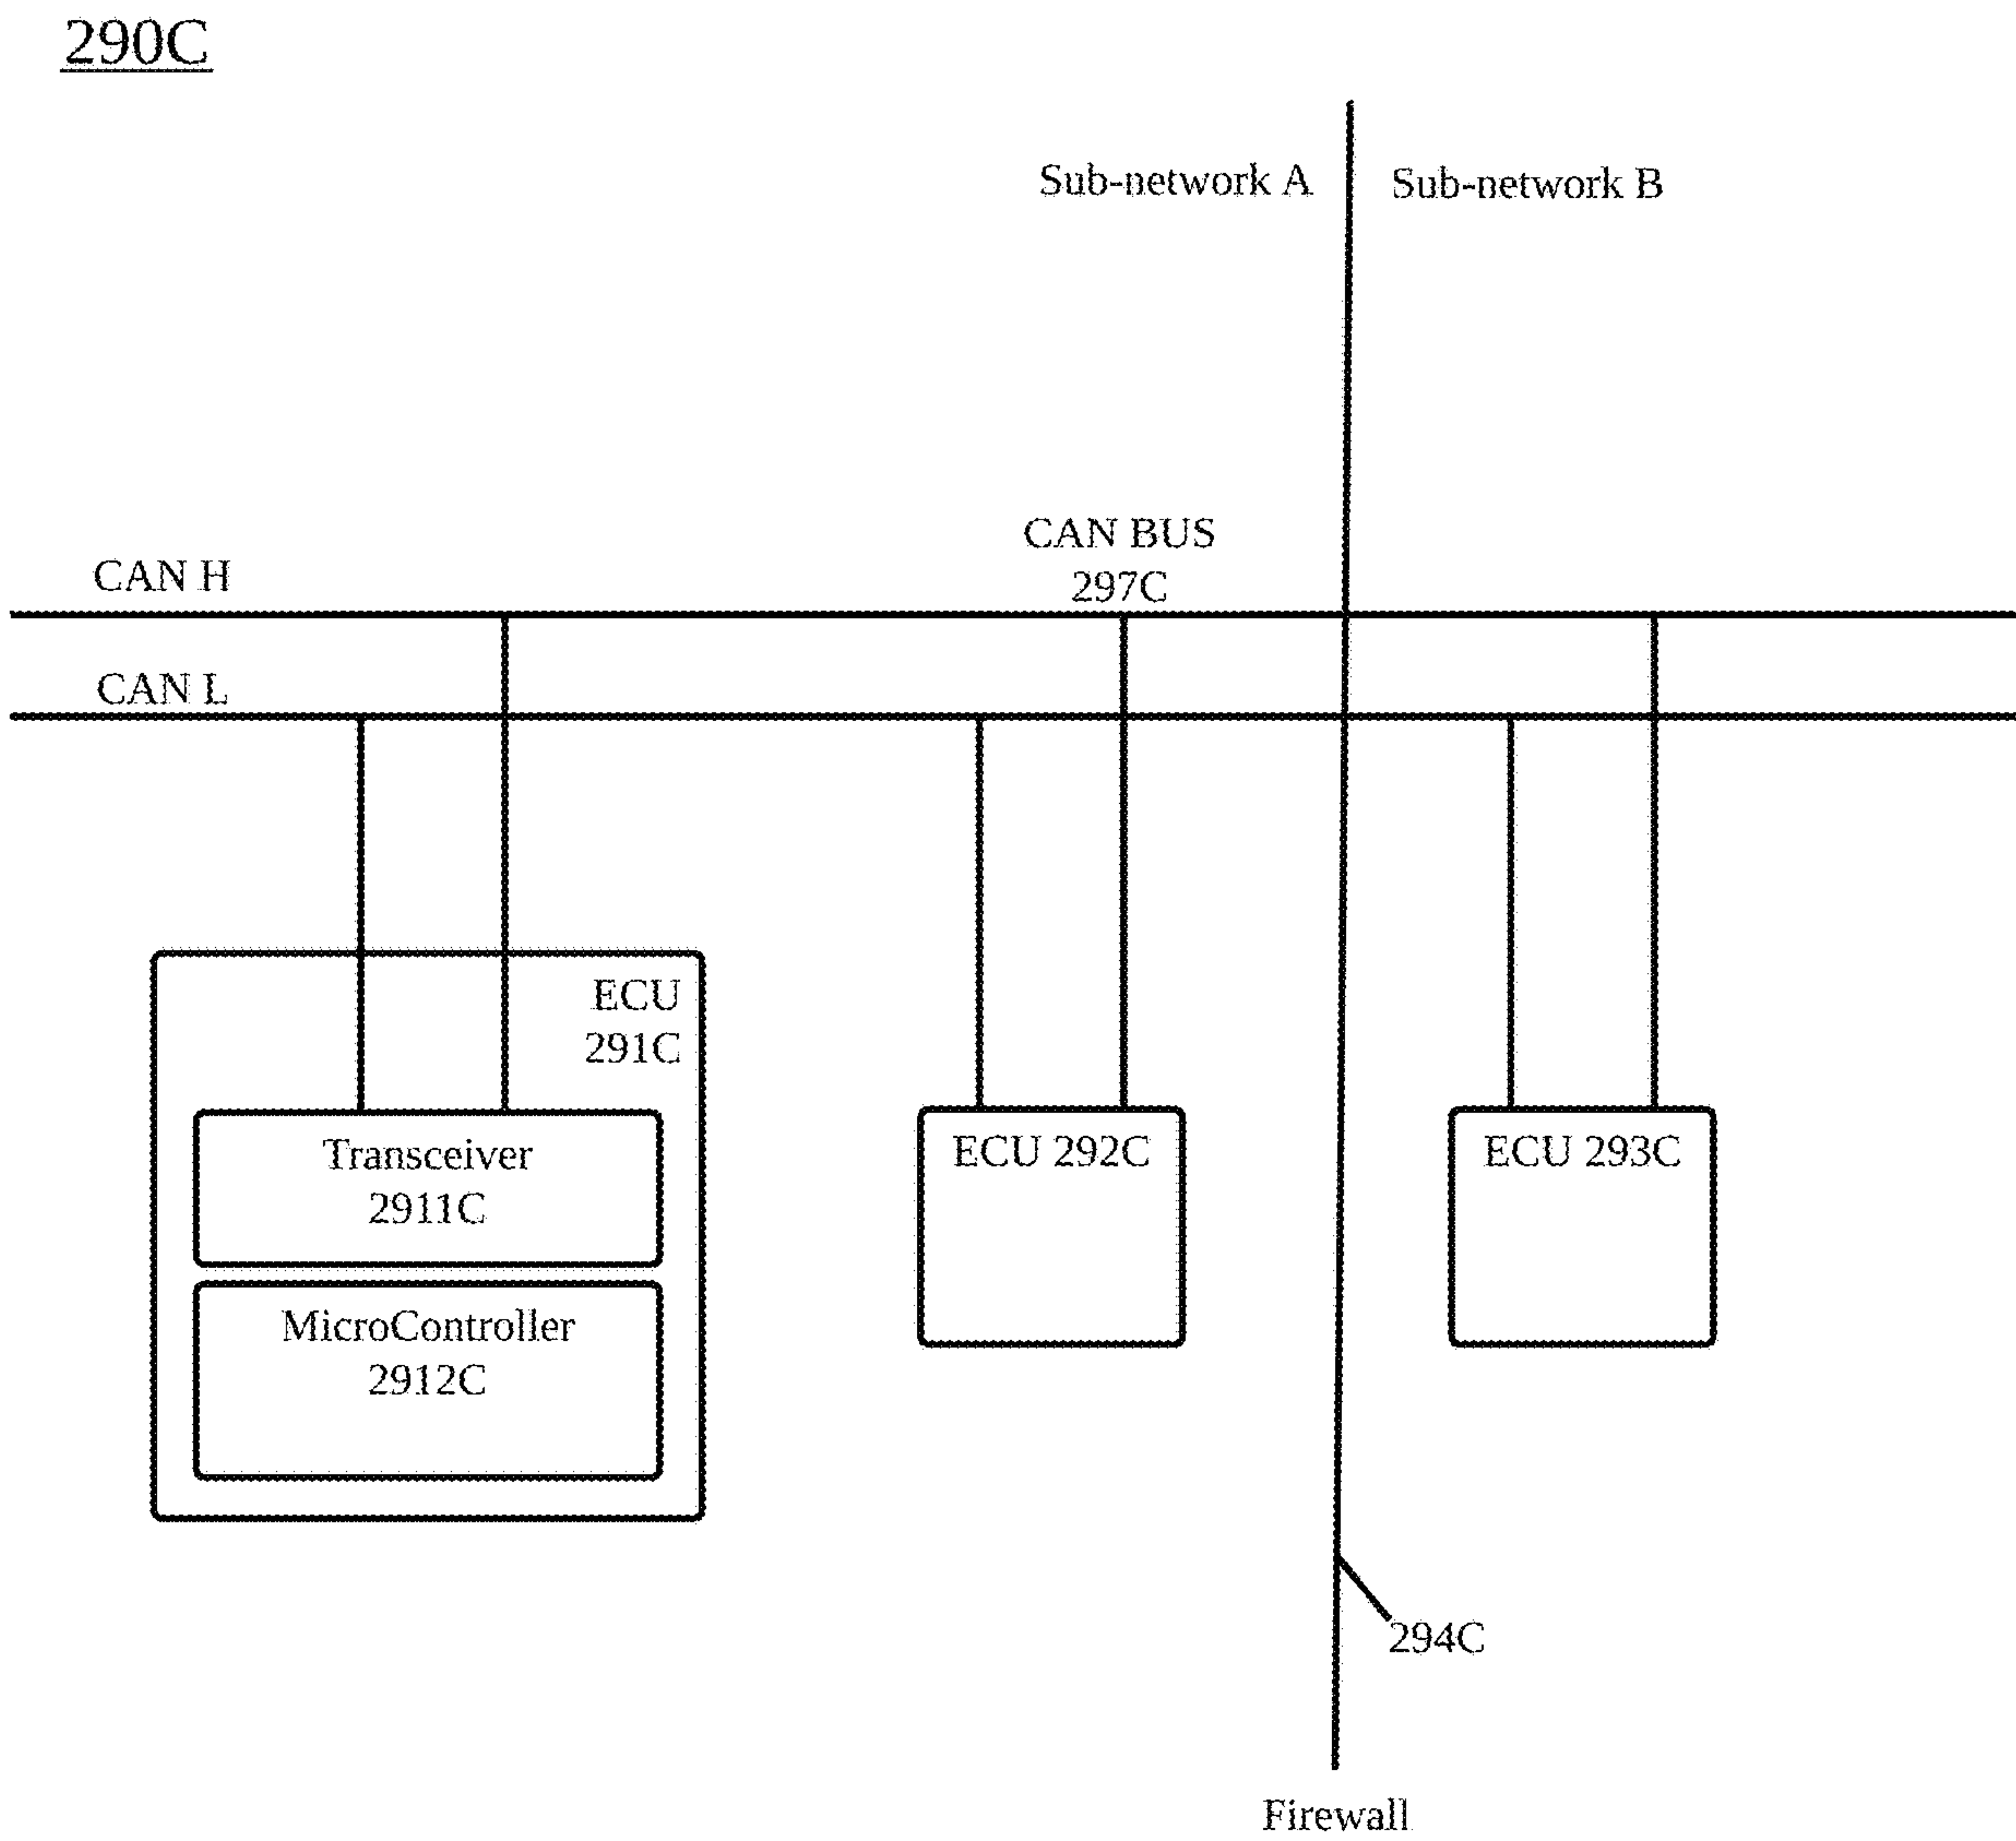 290C
Sub-network A
Sub-network B
CAN BUS
297C
CAN H
CAN L
ECU
291C
Transceiver
2911C
MicroController
2912C
ECU 292C
ECU 293C
294C
Firewall